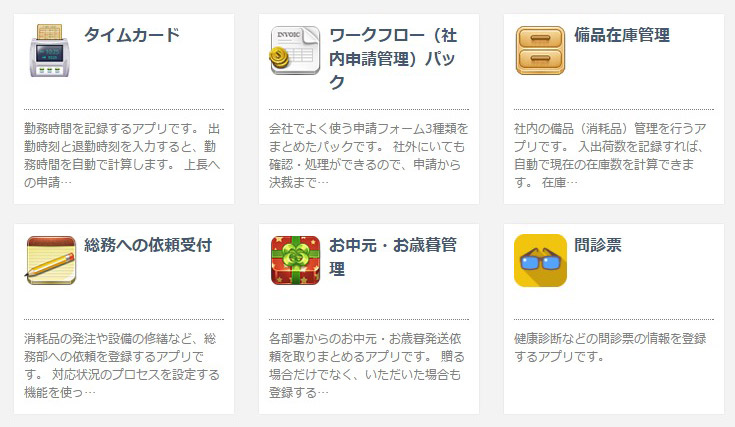 タイムカード
勤務時間を記録するアプリです。 出
勤時刻と退勤時刻を入力すると、勤
務時間を自動で計算します。 上長へ
の申請…
INVOIC
ワークフロー（社
内申請管理）パッ
ク
会社でよく使う申請フォーム3種類を
まとめたパックです。 社外にいても
確認・処理ができるので、申請から
決裁まで…
備品在庫管理
社内の備品（消耗品）管理を行うア
プリです。 入出荷数を記録すれば、
自動で現在の在庫数を計算できま
す。 在庫…
総務への依頼受付
消耗品の発注や設備の修繕など、総
務部への依頼を登録するアプリで
す。 対応状況のプロセスを設定する
機能を使っ…
お中元・お歳暮管
理
各部署からのお中元・お歳暮発送依
頼を取りまとめるアプリです。 贈る
場合だけでなく、いただいた場合も
登録する…
問診票
健康診断などの問診票の情報を登録
するアプリです。